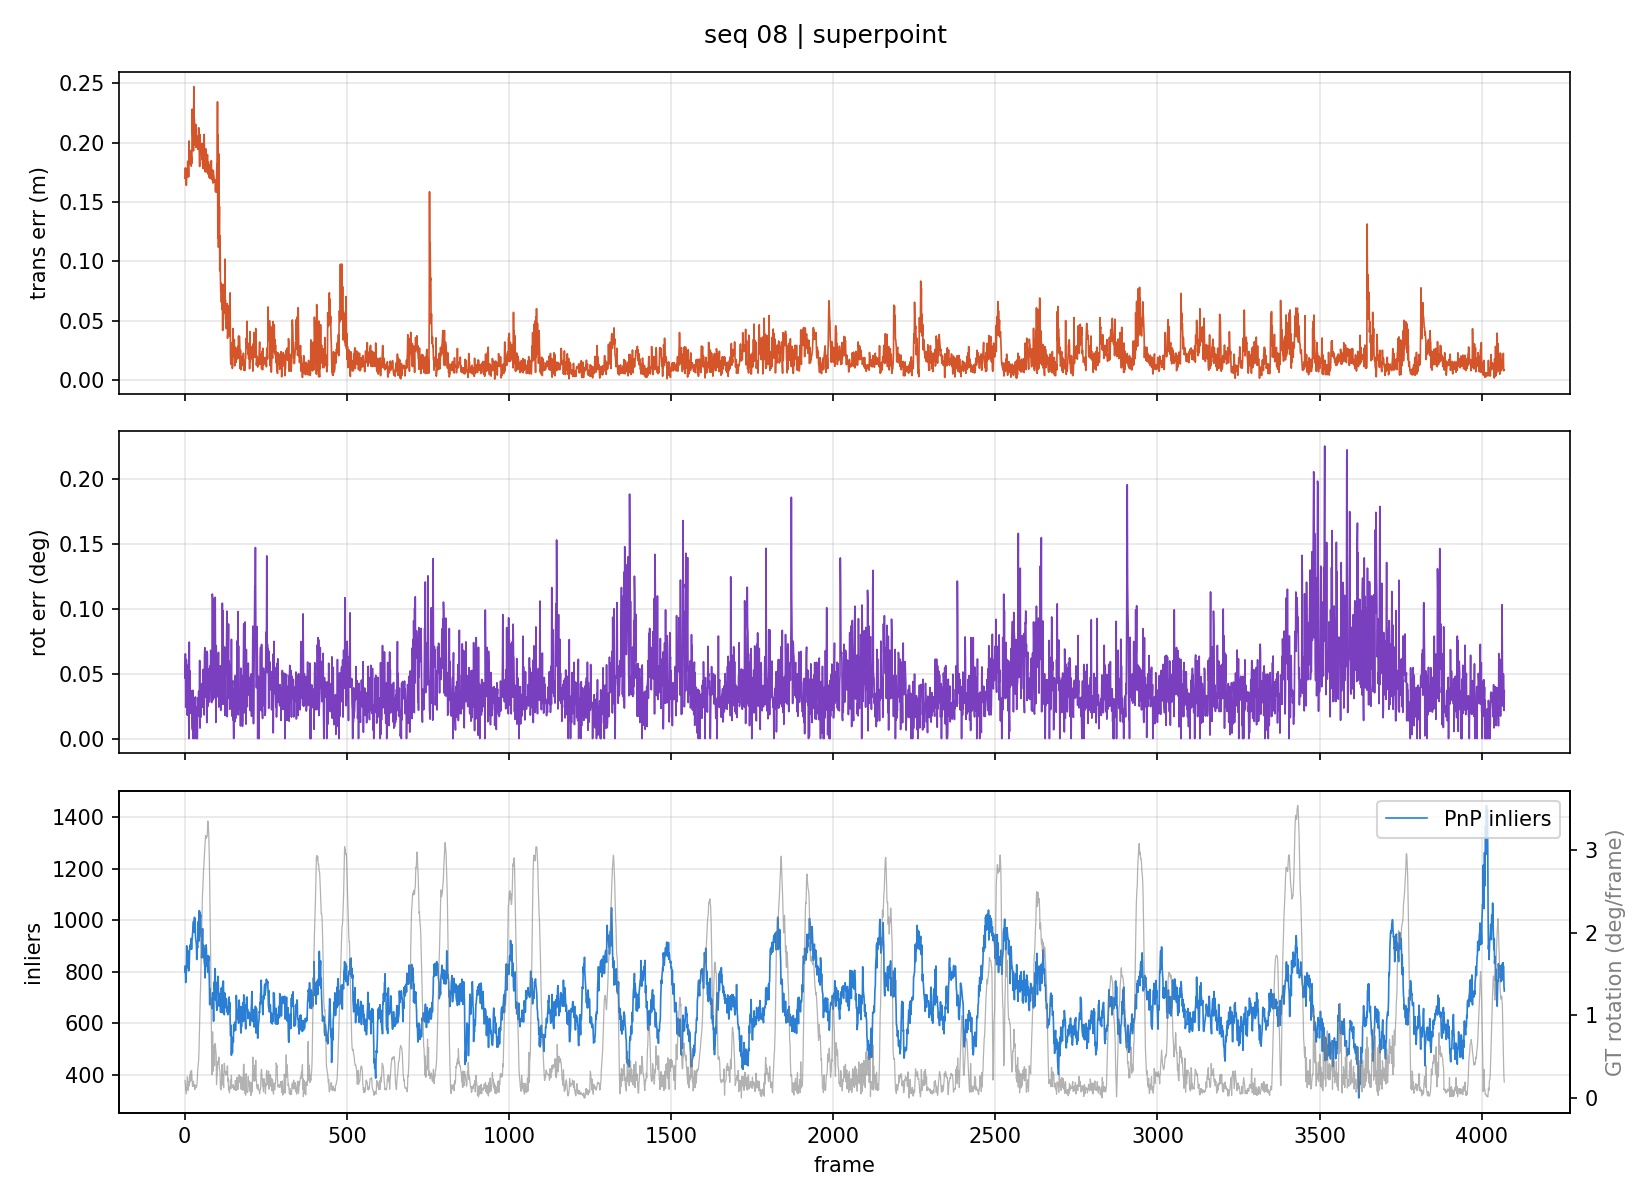 seq 08 | superpoint
trans err (m)
0.25
0.20
0.15
0.10
0.05
0.00
rot err (deg)
0.20
0.15
0.10
0.05
0.00
inliers
1400
1200
1000
800
600
400
PnP inliers
3
2
1
0
GT rotation (deg/frame)
0 500 1000 1500 2000 2500 3000 3500 4000
frame